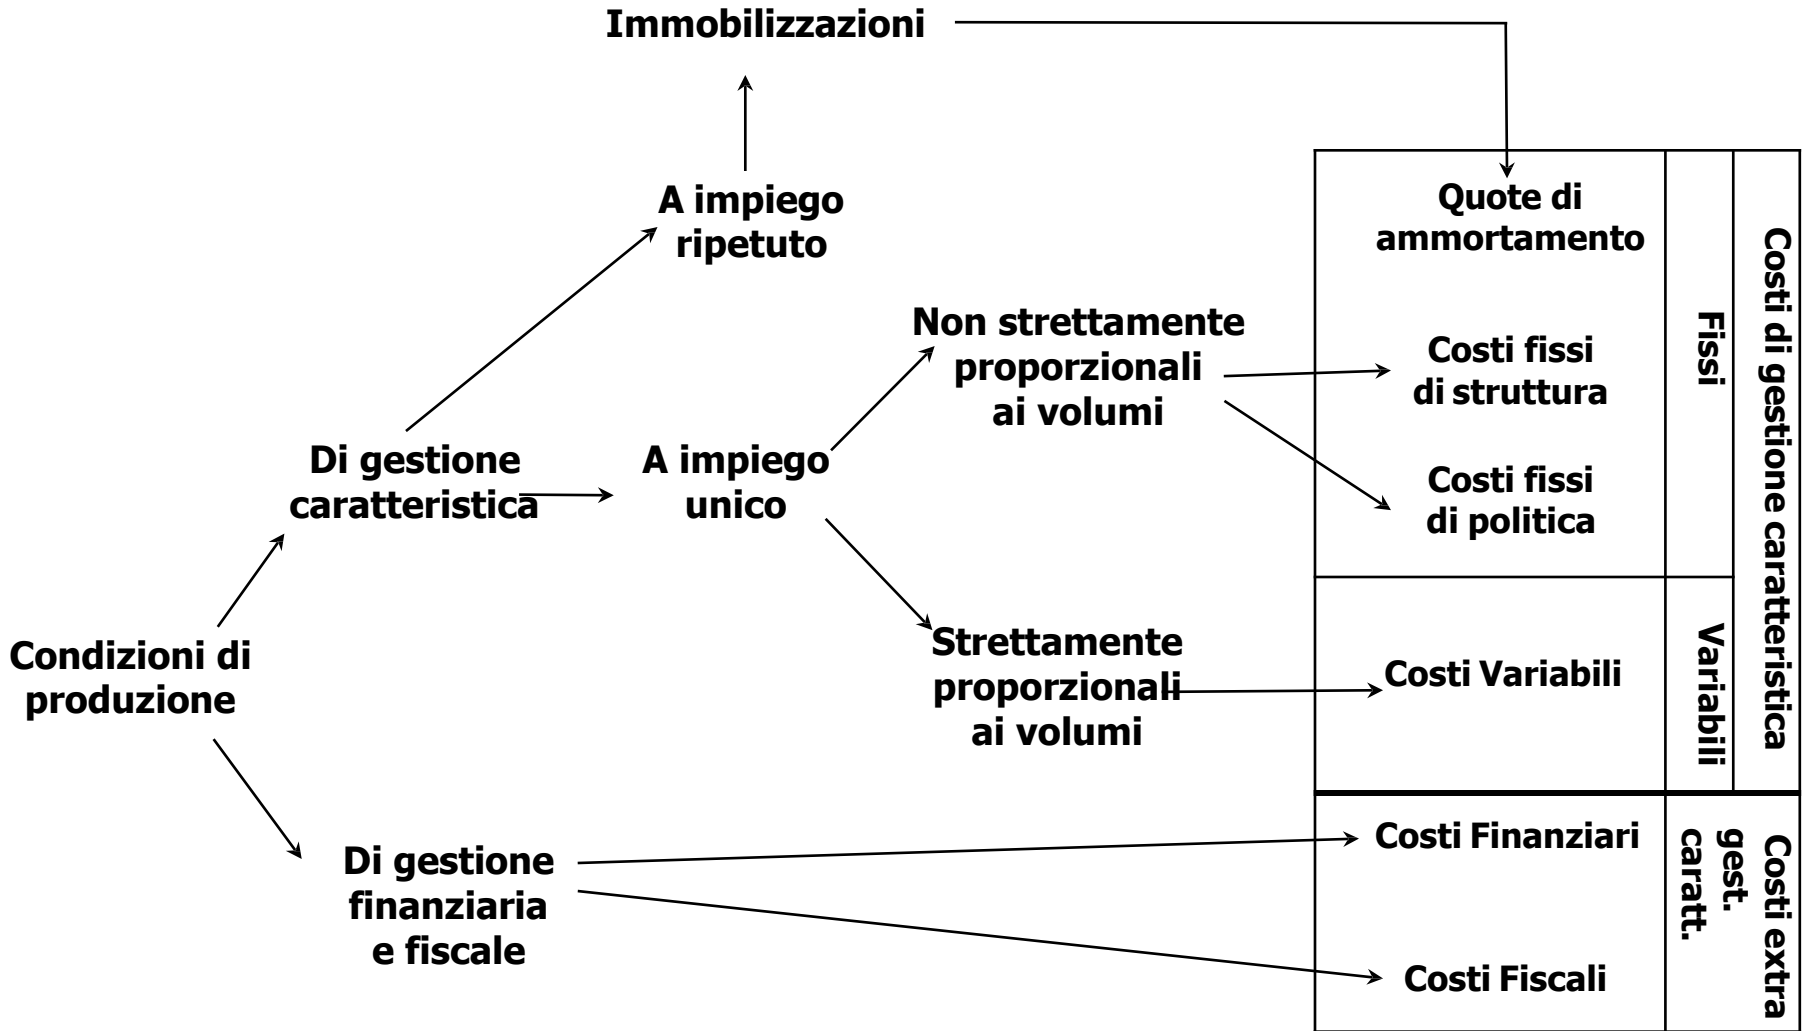 Immobilizzazioni
A impiego
ripetuto
Quote di
ammortamento
Non strettamente
proporzionali
ai volumi
Costi fissi
di struttura
Di gestione
caratteristica
A impiego
unico
Costi fissi
di politica
Fissi
Costi di gestione caratteristica
Condizioni di
produzione
Strettamente
proporzionali
ai volumi
Costi Variabili
Variabili
Di gestione
finanziaria
e fiscale
Costi Finanziari
Costi Fiscali
Costi extra
gest.
caratt.